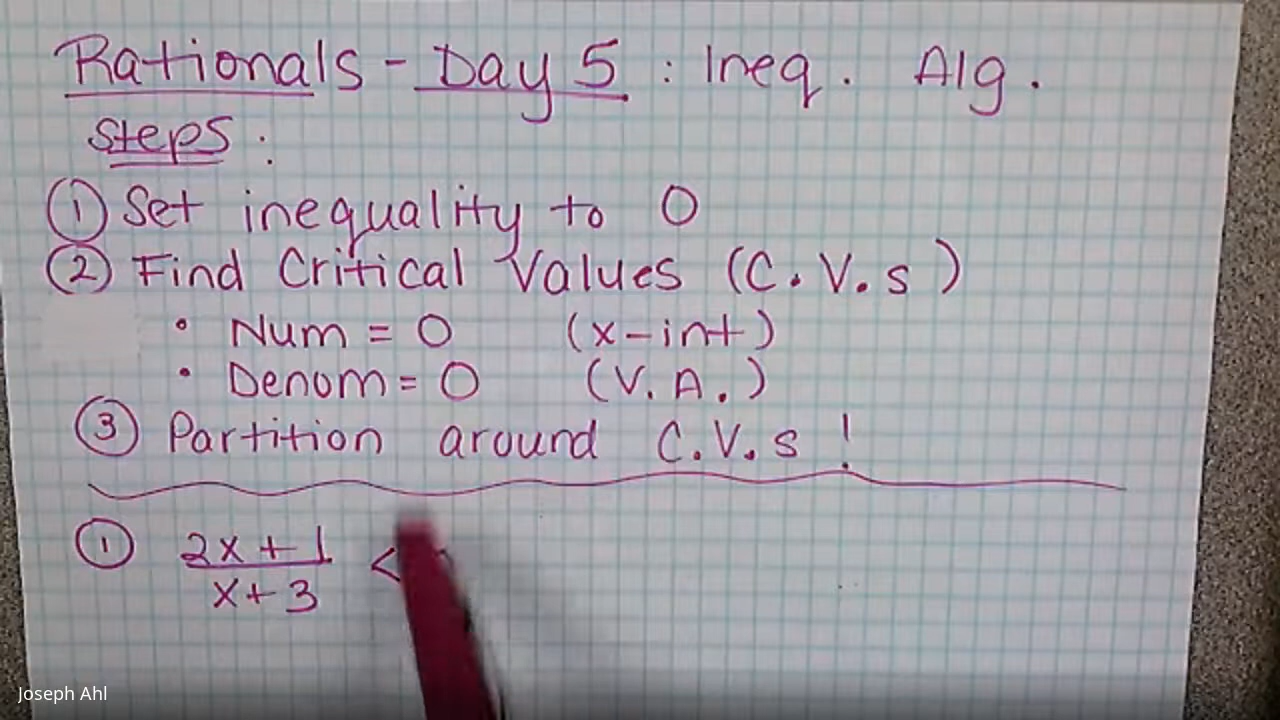 Rationals - Day 5 : Ineq. Alg.
Steps :
① Set inequality to 0
② Find Critical Values (C.V.s)
• Num = 0 (x-int)
• Denom = 0 (V.A.)
③ Partition around C.V.s !
① 2x + 1
x + 3 <
Joseph Ahl